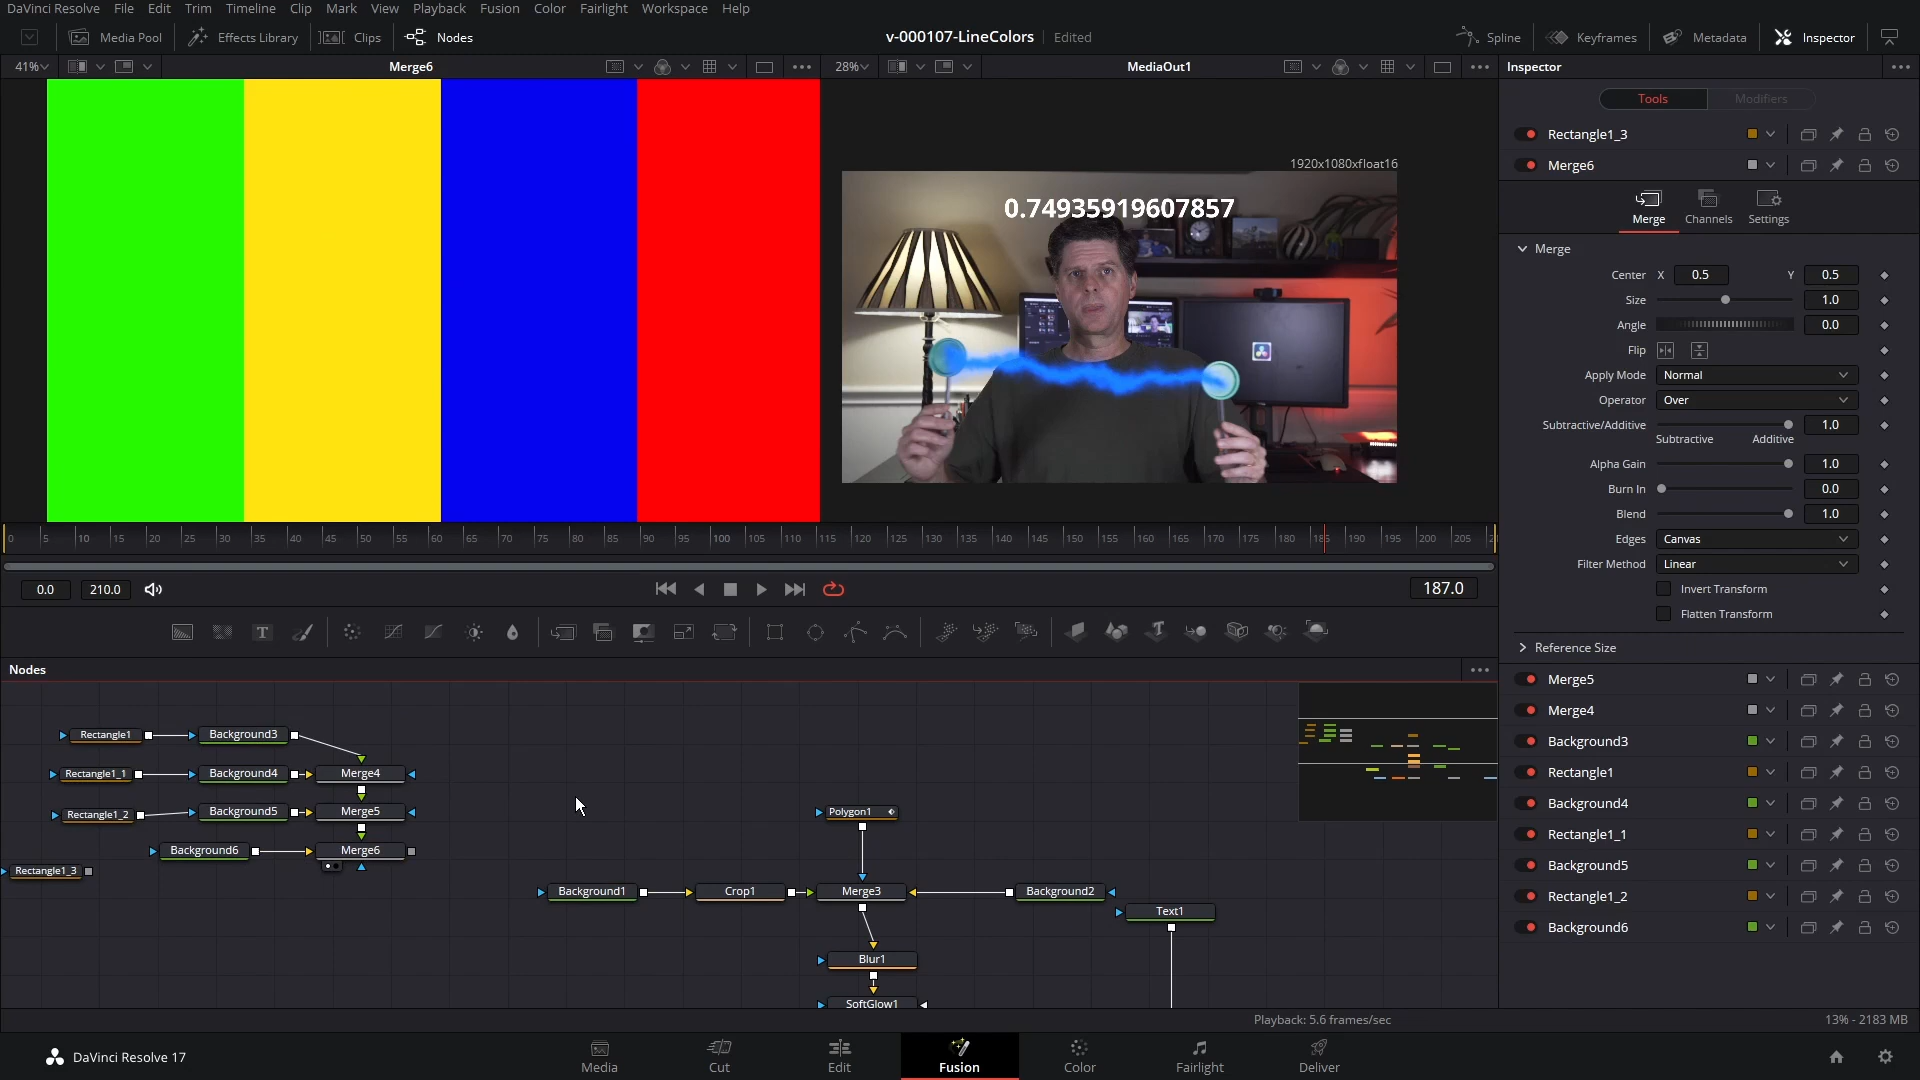 DaVinci Resolve File Edit Trim Timeline Clip Mark View Playback Fusion Color Fairlight Workspace Help
Media Pool Effects Library Clips Nodes v-000107-LineColors Edited Spline Keyframes Metadata Inspector
41% Merge6 28% MediaOut1 Inspector
Tools Modifiers
Rectangle1_3
1920x1080xfloat16
Merge6
0.74935919607857
Merge Channels Settings
Merge
Center X 0.5 Y 0.5
Size 1.0
Angle 0.0
Flip
Apply Mode Normal
Operator Over
Subtractive/Additive 1.0
Subtractive Additive
Alpha Gain 1.0
Burn In 0.0
Blend 1.0
Edges Canvas
Filter Method Linear
Invert Transform
Flatten Transform
Reference Size
0 5 10 15 20 25 30 35 40 45 50 55 60 65 70 75 80 85 90 95 100 105 110 115 120 125 130 135 140 145 150 155 160 165 170 175 180 185 190 195 200 205
0.0 210.0 187.0
Nodes
Merge5
Merge4
Background3
Rectangle1
Background4
Rectangle1_1
Background5
Rectangle1_2
Background6
Rectangle1 Background3
Rectangle1_1 Background4 Merge4
Rectangle1_2 Background5 Merge5
Background6 Merge6
Rectangle1_3
Polygon1
Background1 Crop1 Merge3 Background2
Text1
Blur1
SoftGlow1
Playback: 5.6 frames/sec 13% - 2183 MB
DaVinci Resolve 17 Media Cut Edit Fusion Color Fairlight Deliver